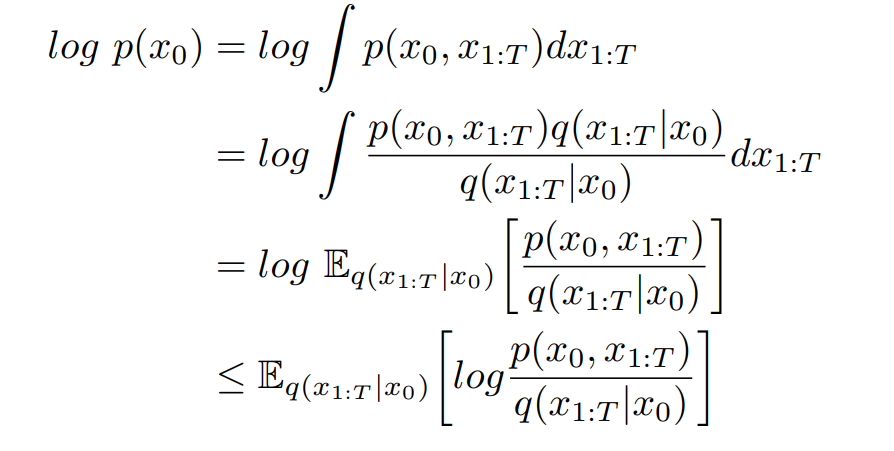 log p(x₀) = log ∫ p(x₀, x₁:T)dx₁:T
= log ∫ p(x₀, x₁:T)q(x₁:T|x₀) / q(x₁:T|x₀) dx₁:T
= log 𝔼q(x₁:T|x₀) [ p(x₀, x₁:T) / q(x₁:T|x₀) ]
≤ 𝔼q(x₁:T|x₀) [ log p(x₀, x₁:T) / q(x₁:T|x₀) ]